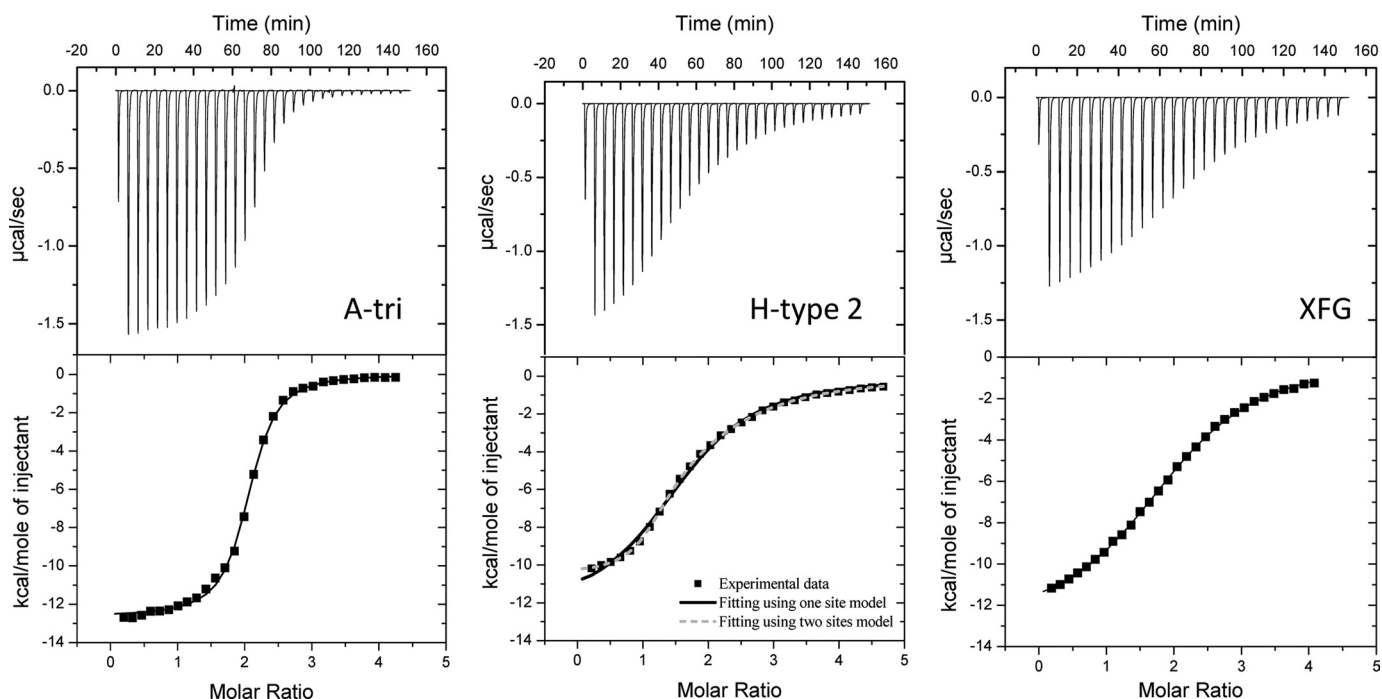 Time (min)
-20 0 20 40 60 80 100 120 140 160
0.0
-0.5
-1.0
-1.5
µcal/sec
A-tri
0
-2
-4
-6
-8
-10
-12
-14
kcal/mole of injectant
0 1 2 3 4 5
Molar Ratio
Time (min)
-20 0 20 40 60 80 100 120 140 160
0.0
-0.5
-1.0
-1.5
µcal/sec
H-type 2
0
-2
-4
-6
-8
-10
-12
-14
kcal/mole of injectant
Experimental data
Fitting using one site model
Fitting using two sites model
0 1 2 3 4 5
Molar Ratio
Time (min)
0 20 40 60 80 100 120 140 160
0.0
-0.5
-1.0
-1.5
0
µcal/sec
XFG
-2
-4
-6
-8
-10
-12
-14
kcal/mole of injectant
0 1 2 3 4 5
Molar Ratio